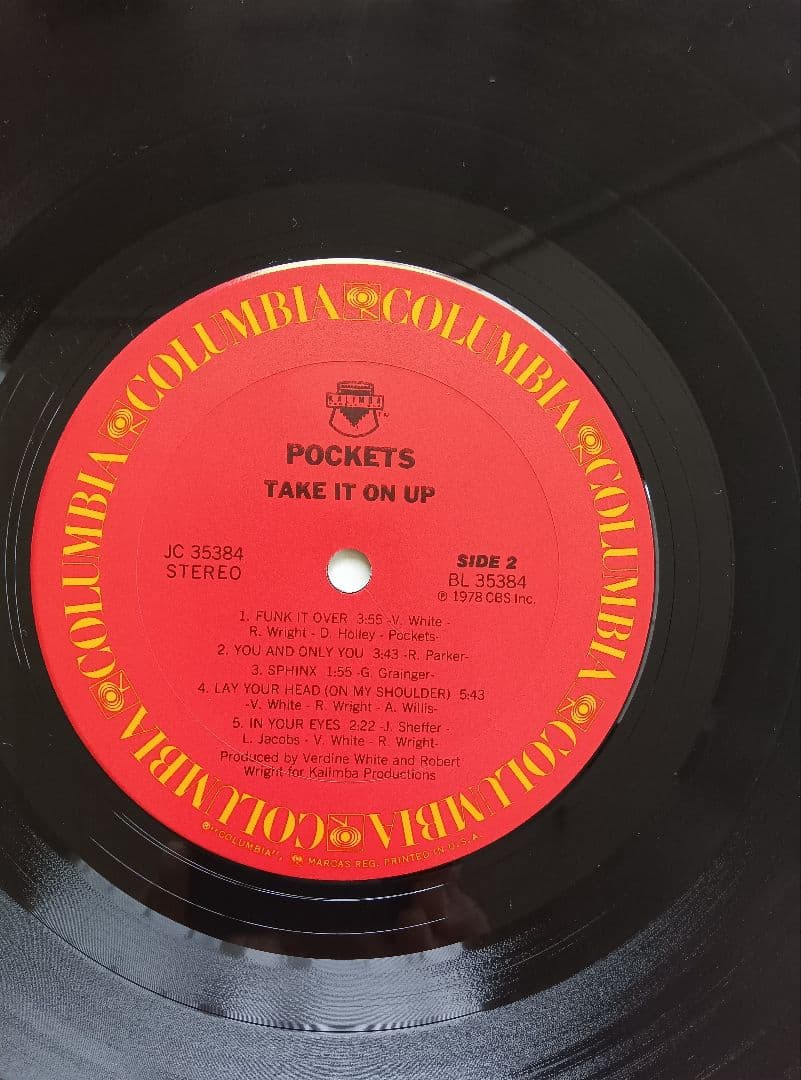 COLUMBIA COLUMBIA COLUMBIA COLUMBIA COLUMBIA COLUMBIA COLUMBIA COLUMBIA
KALIMBA
TM
POCKETS
TAKE IT ON UP
JC 35384
STEREO
SIDE 2
BL 35384
℗ 1978 CBS Inc.
1. FUNK IT OVER 3:55 -V. White -
R. Wright - D. Holley - Pockets-
2. YOU AND ONLY YOU 3:43 -R. Parker-
3. SPHINX 1:55 -G. Grainger-
4. LAY YOUR HEAD (ON MY SHOULDER) 5:43
-V. White - R. Wright - A. Willis-
5. IN YOUR EYES 2:22 -J. Sheffer -
L. Jacobs - V. White - R. Wright-
Produced by Verdine White and Robert
Wright for Kalimba Productions
®"COLUMBIA", MARCAS REG. PRINTED IN U.S.A.